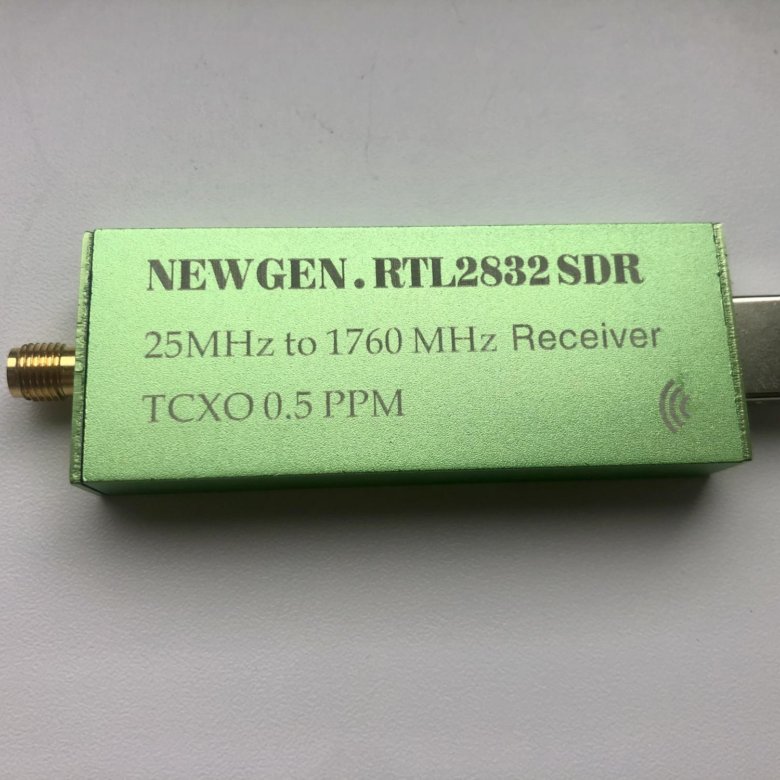 NEWGEN. RTL2832 SDR
25MHz to 1760 MHz Receiver
TCXO 0.5 PPM